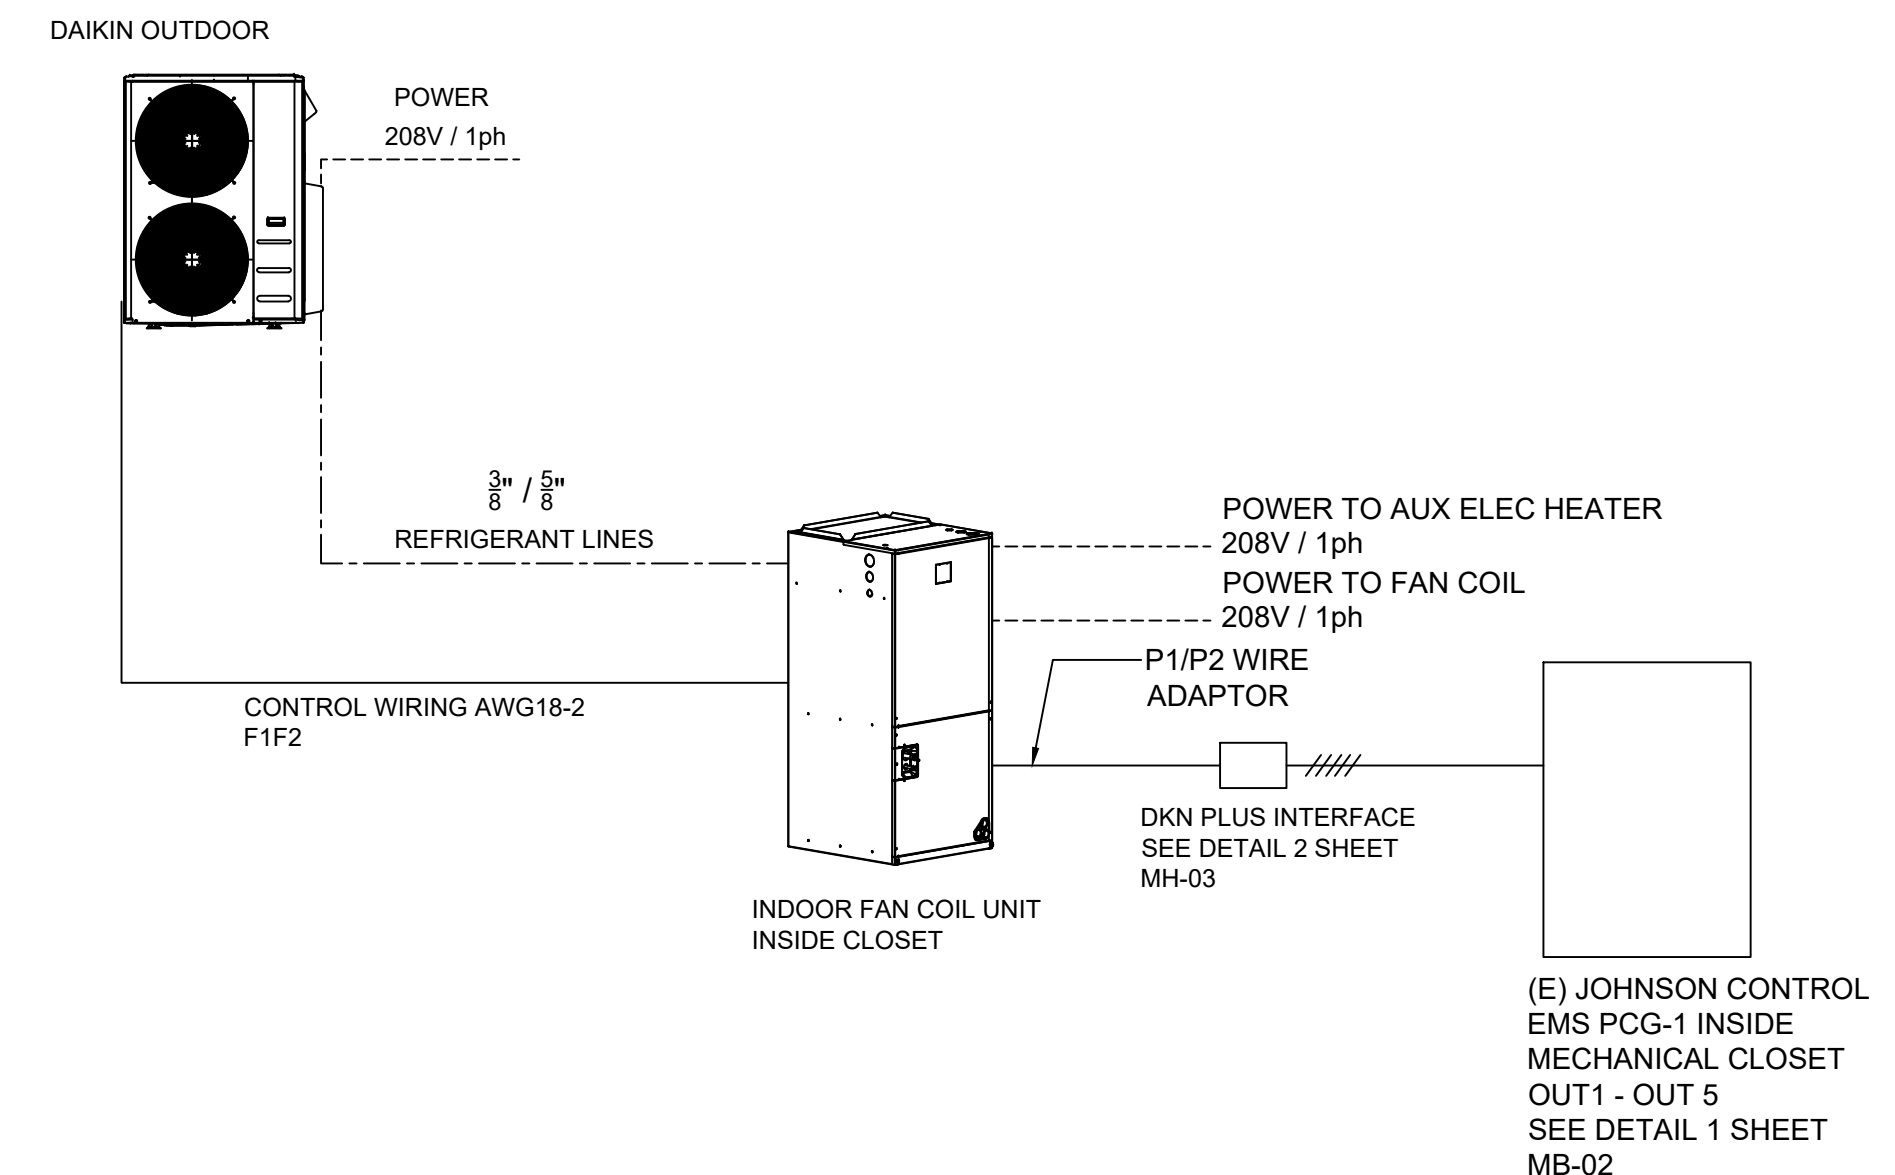 DAIKIN OUTDOOR
POWER
208V / 1ph
3/8" / 5/8"
REFRIGERANT LINES
CONTROL WIRING AWG18-2
F1F2
POWER TO AUX ELEC HEATER
208V / 1ph
POWER TO FAN COIL
208V / 1ph
P1/P2 WIRE
ADAPTOR
DKN PLUS INTERFACE
SEE DETAIL 2 SHEET
MH-03
INDOOR FAN COIL UNIT
INSIDE CLOSET
(E) JOHNSON CONTROL
EMS PCG-1 INSIDE
MECHANICAL CLOSET
OUT1 - OUT 5
SEE DETAIL 1 SHEET
MB-02